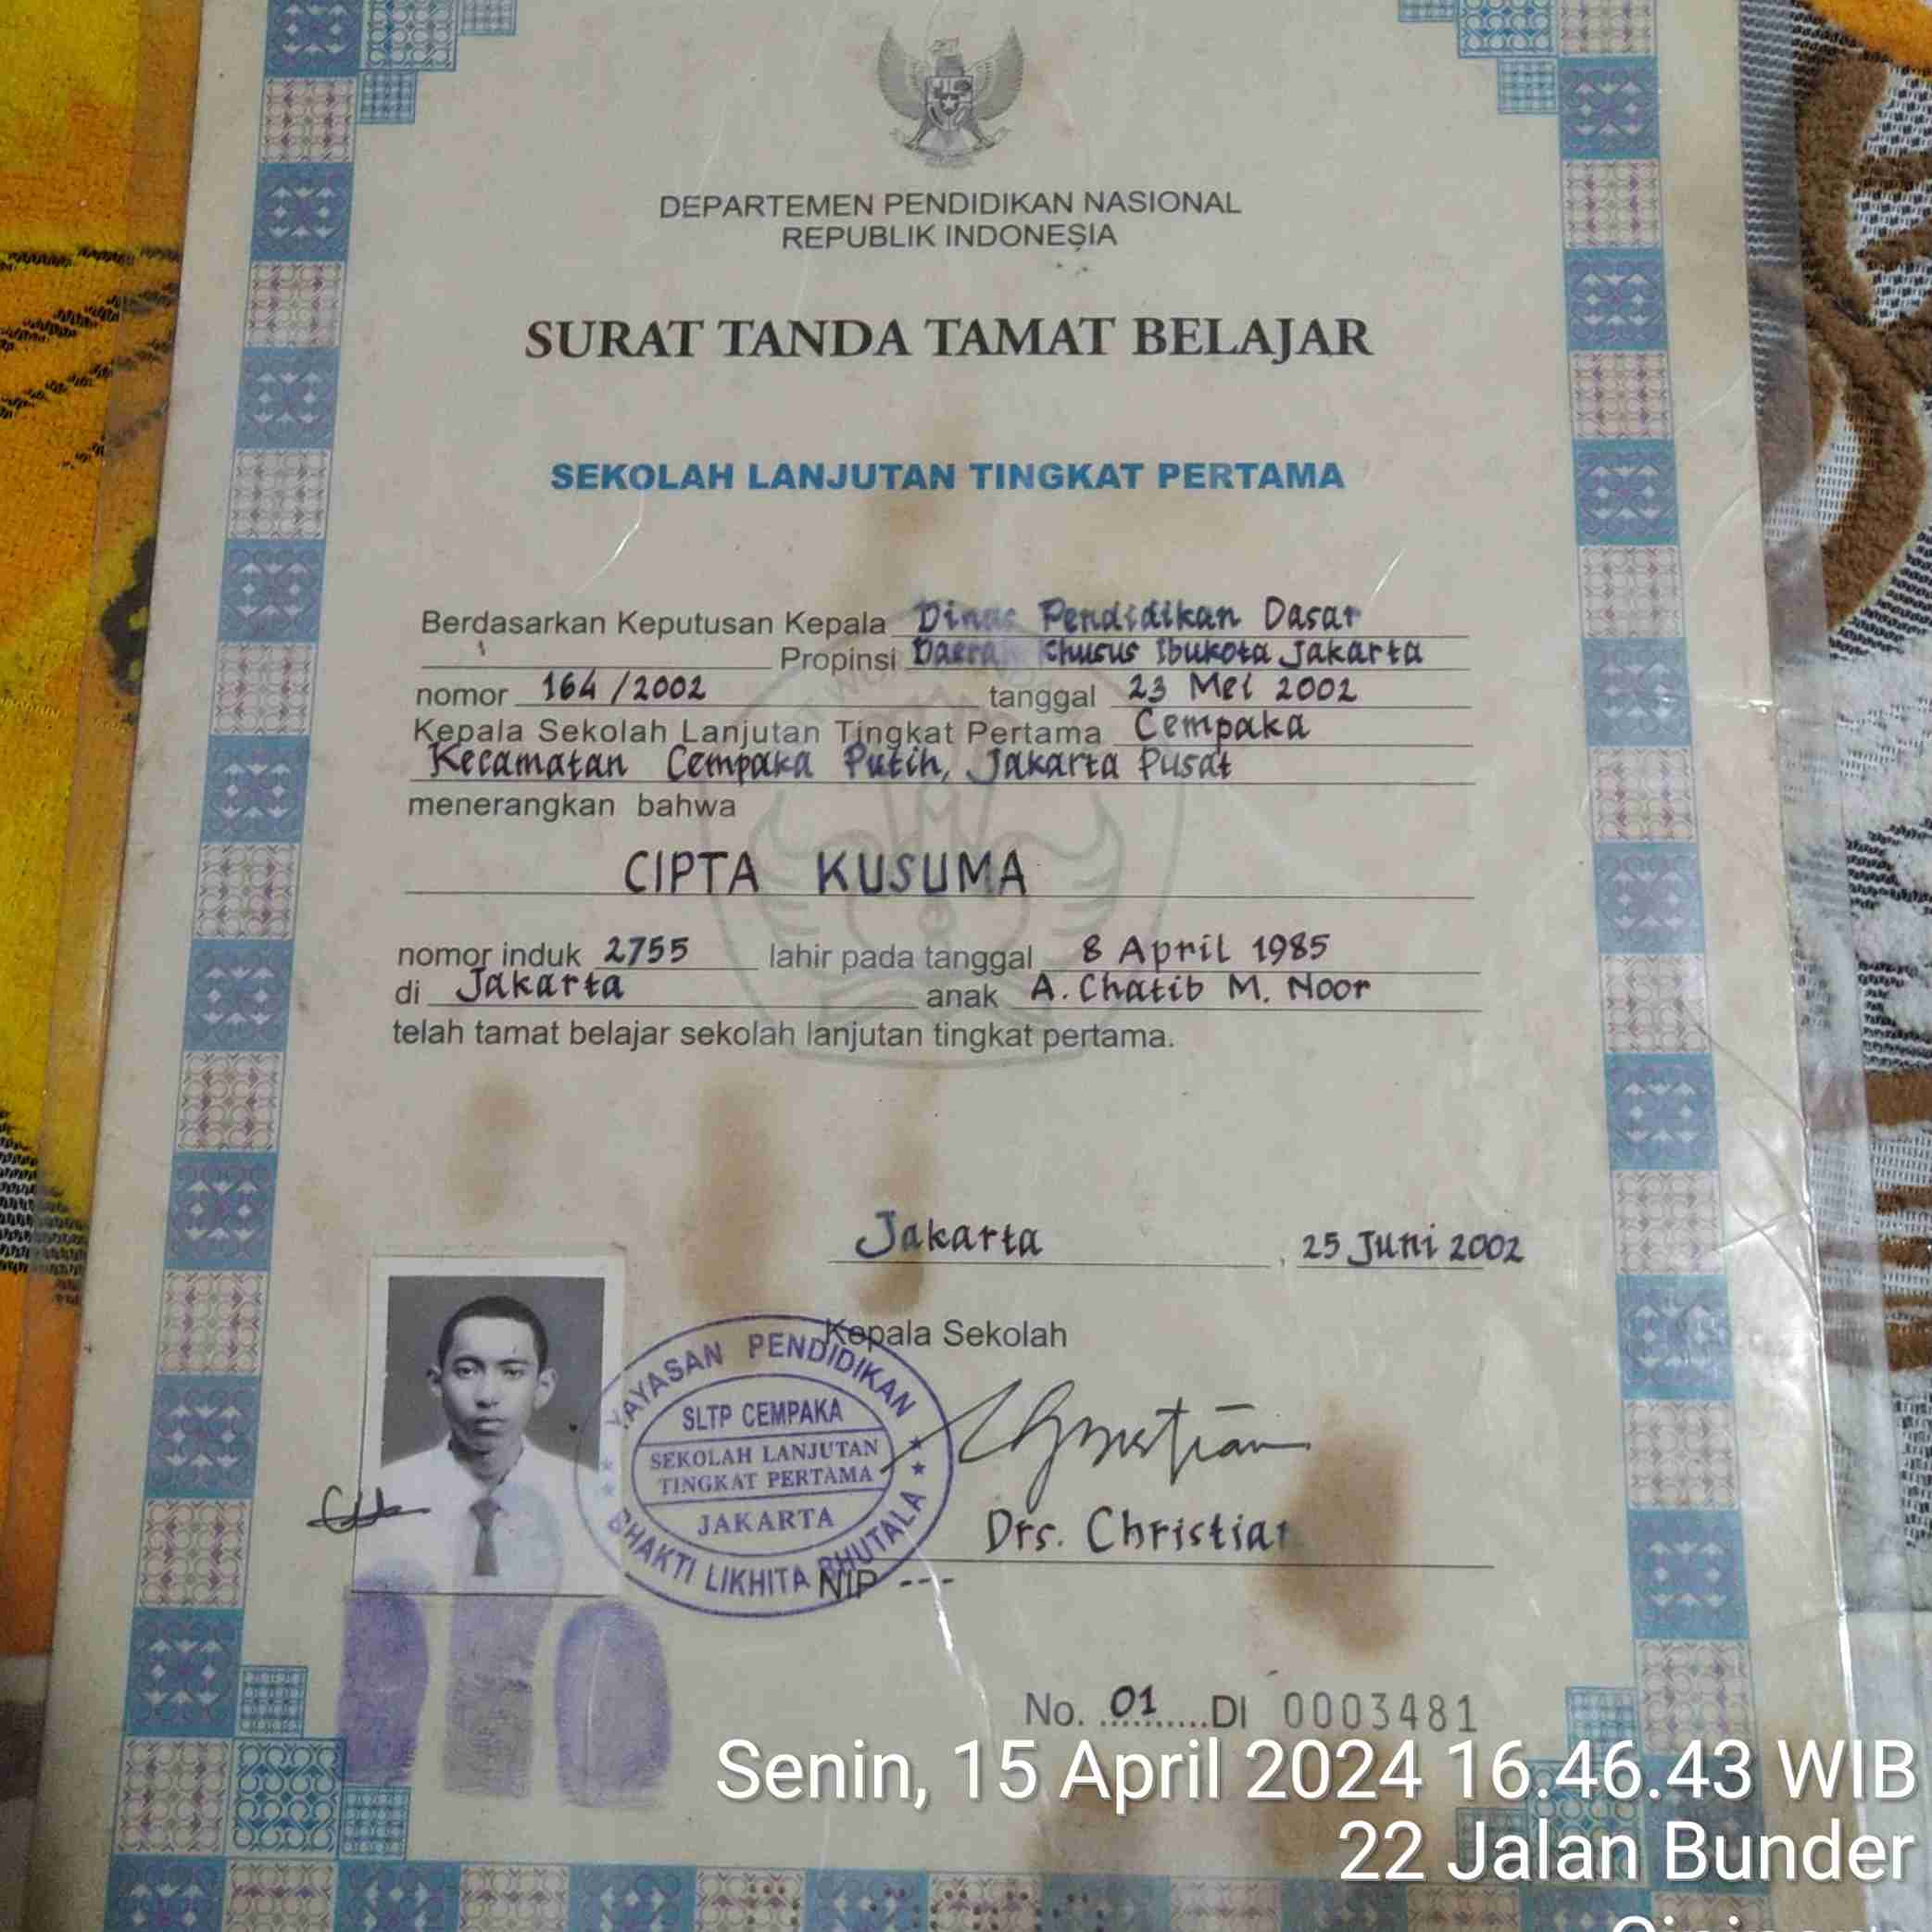 DEPARTEMEN PENDIDIKAN NASIONAL
REPUBLIK INDONESIA
SURAT TANDA TAMAT BELAJAR
SEKOLAH LANJUTAN TINGKAT PERTAMA
Berdasarkan Keputusan Kepala Dinas Pendidikan Dasar
Propinsi Daerah Khusus Ibukota Jakarta
nomor 164/2002 tanggal 23 Mei 2002
Kepala Sekolah Lanjutan Tingkat Pertama Cempaka
Kecamatan Cempaka Putih, Jakarta Pusat
menerangkan bahwa
CIPTA KUSUMA
nomor induk 2755 lahir pada tanggal 8 April 1985
di Jakarta anak A. Chatib M. Noor
telah tamat belajar sekolah lanjutan tingkat pertama.
Jakarta, 25 Juni 2002
Kepala Sekolah
YAYASAN PENDIDIKAN
SLTP CEMPAKA
SEKOLAH LANJUTAN
TINGKAT PERTAMA
JAKARTA
BHAKTI LIKHITA BHUTALA
Drs. Christian
NIP ---
No. 01 DI 0003481
Senin, 15 April 2024 16.46.43 WIB
22 Jalan Bunder